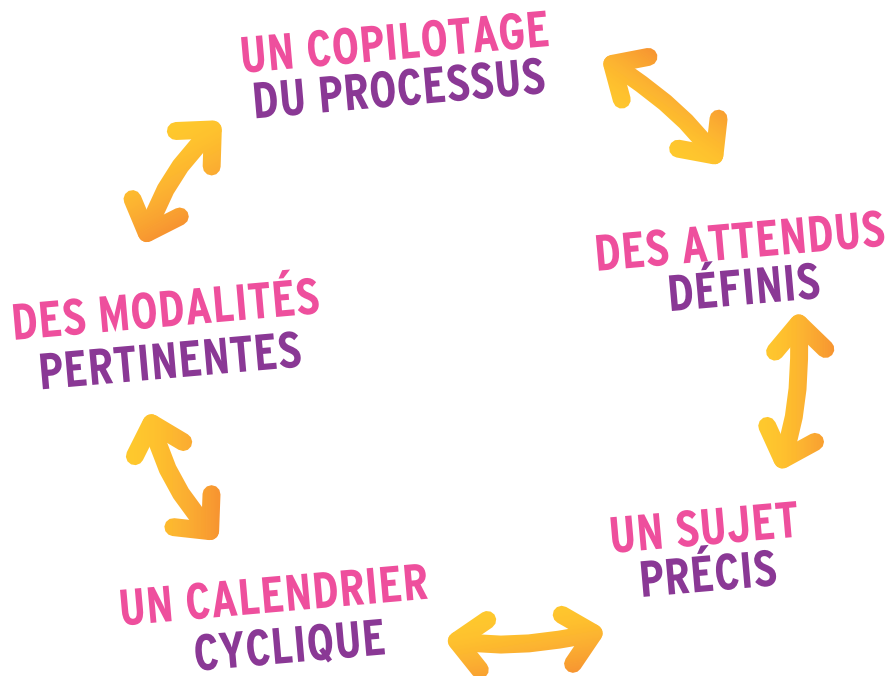 UN COPILOTAGE
DU PROCESSUS
DES ATTENDUS
DÉFINIS
DES MODALITÉS
PERTINENTES
UN SUJET
PRÉCIS
UN CALENDRIER
CYCLIQUE